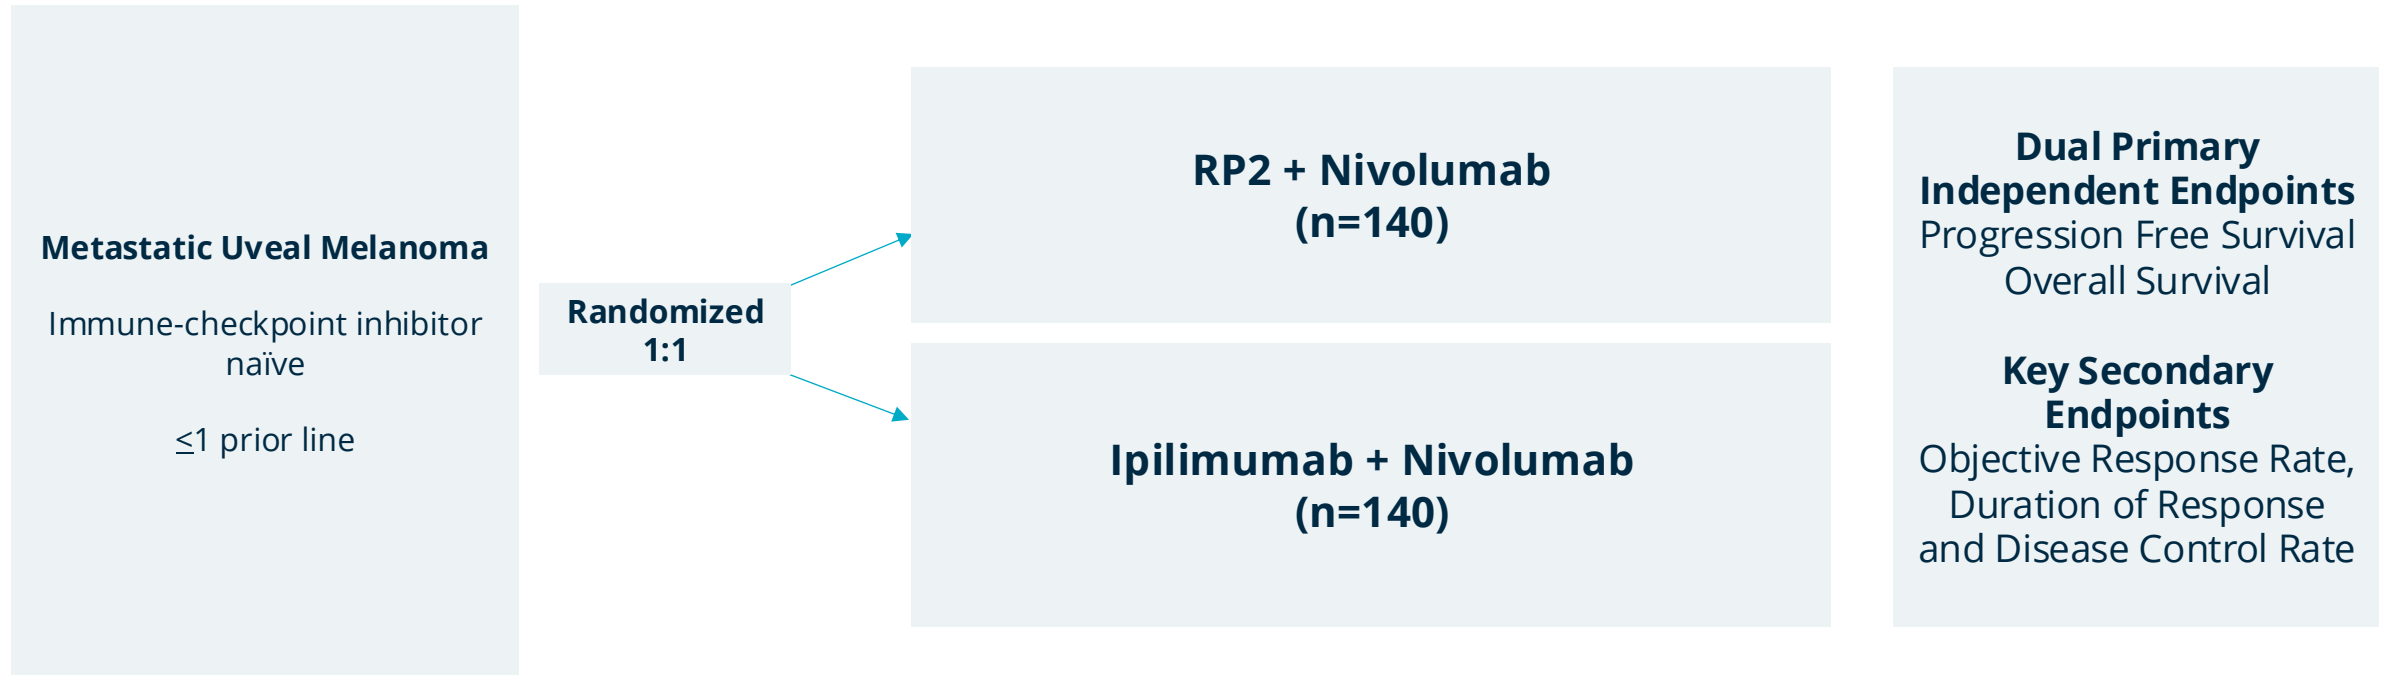 Metastatic Uveal Melanoma
Immune-checkpoint inhibitor
naïve
≤1 prior line
Randomized
1:1
RP2 + Nivolumab
(n=140)
Ipilimumab + Nivolumab
(n=140)
Dual Primary
Independent Endpoints
Progression Free Survival
Overall Survival
Key Secondary
Endpoints
Objective Response Rate,
Duration of Response
and Disease Control Rate